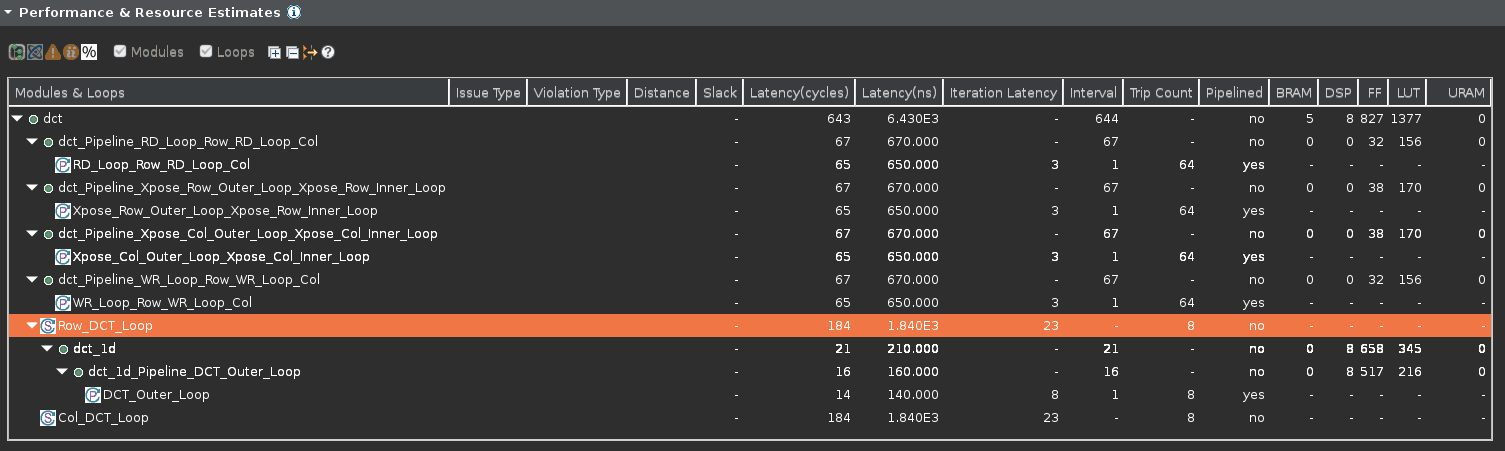 Performance & Resource Estimates
% Modules Loops
Modules & Loops Issue Type Violation Type Distance Slack Latency(cycles) Latency(ns) Iteration Latency Interval Trip Count Pipelined BRAM DSP FF LUT URAM
dct - 643 6.430E3 - 644 - no 5 8 827 1377 0
dct_Pipeline_RD_Loop_Row_RD_Loop_Col - 67 670.000 - 67 - no 0 0 32 156 0
RD_Loop_Row_RD_Loop_Col - 65 650.000 3 1 64 yes - - - - -
dct_Pipeline_Xpose_Row_Outer_Loop_Xpose_Row_Inner_Loop - 67 670.000 - 67 - no 0 0 38 170 0
Xpose_Row_Outer_Loop_Xpose_Row_Inner_Loop - 65 650.000 3 1 64 yes - - - - -
dct_Pipeline_Xpose_Col_Outer_Loop_Xpose_Col_Inner_Loop - 67 670.000 - 67 - no 0 0 38 170 0
Xpose_Col_Outer_Loop_Xpose_Col_Inner_Loop - 65 650.000 3 1 64 yes - - - - -
dct_Pipeline_WR_Loop_Row_WR_Loop_Col - 67 670.000 - 67 - no 0 0 32 156 0
WR_Loop_Row_WR_Loop_Col - 65 650.000 3 1 64 yes - - - - -
Row_DCT_Loop - 184 1.840E3 23 - 8 no - - - - -
dct_1d - 21 210.000 - 21 - no 0 8 658 345 0
dct_1d_Pipeline_DCT_Outer_Loop - 16 160.000 - 16 - no 0 8 517 216 0
DCT_Outer_Loop - 14 140.000 8 1 8 yes - - - - -
Col_DCT_Loop - 184 1.840E3 23 - 8 no - - - - -